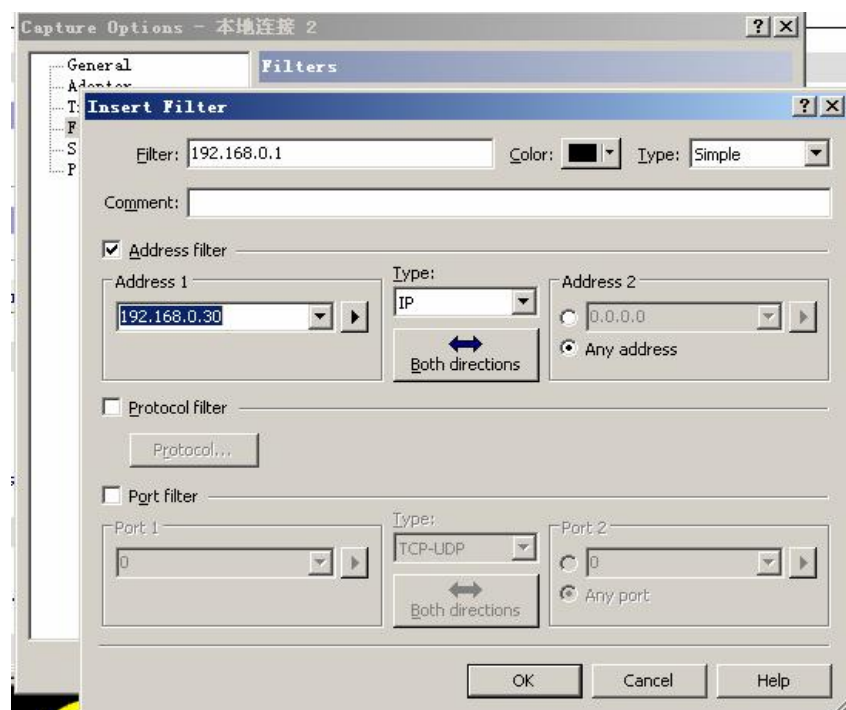 Capture Options - 本地连接 2
General
Filters
Insert Filter
Filter: 192.168.0.1
Color:
Type: Simple
Comment:
Address filter
Address 1
Type:
Address 2
192.168.0.30
IP
0.0.0.0
Both directions
Any address
Protocol filter
Protocol...
Port filter
Port 1
Type:
Port 2
0
TCP-UDP
0
Both directions
Any port
OK
Cancel
Help